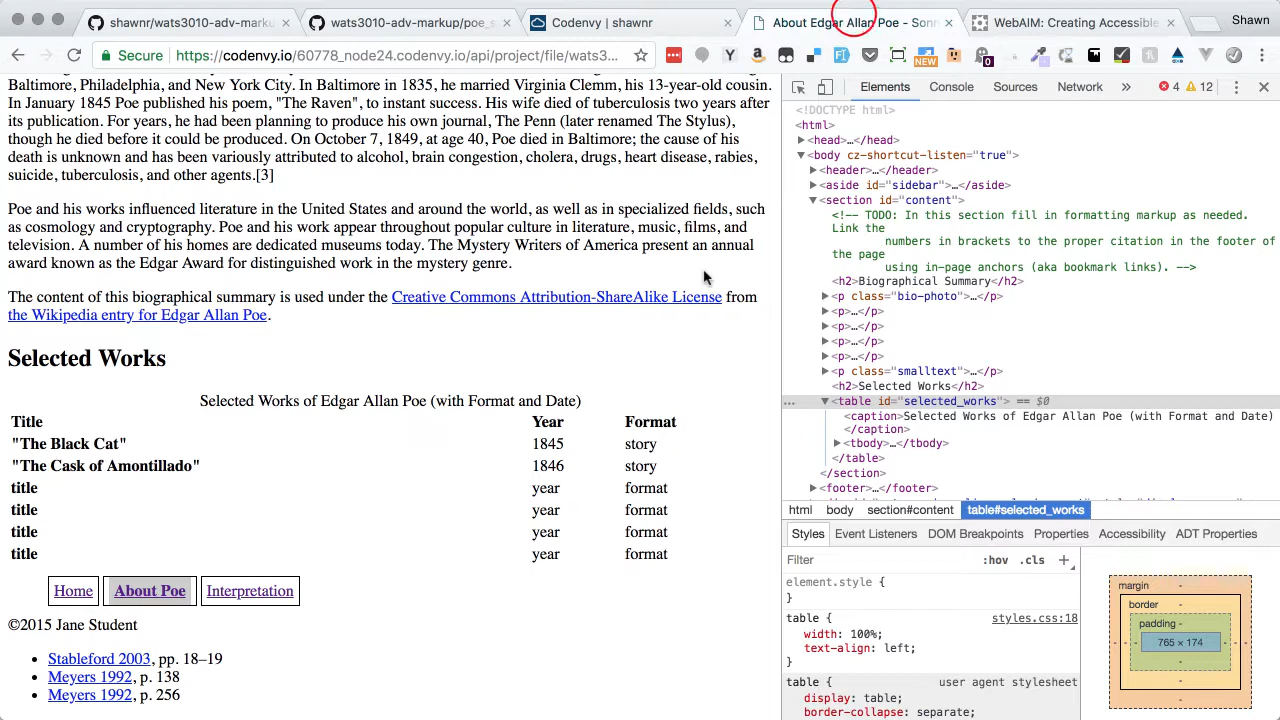 shawnr/wats3010-adv-marku
wats3010-adv-markup/poe_s
Codenvy | shawnr
About Edgar Allan Poe - Sonn
WebAIM: Creating Accessible
Shawn
Secure
https://codenvy.io/60778_node24.codenvy.io/api/project/file/wats3…
NEW
0
Baltimore, Philadelphia, and New York City. In Baltimore in 1835, he married Virginia Clemm, his 13-year-old cousin.
In January 1845 Poe published his poem, "The Raven", to instant success. His wife died of tuberculosis two years after
its publication. For years, he had been planning to produce his own journal, The Penn (later renamed The Stylus),
though he died before it could be produced. On October 7, 1849, at age 40, Poe died in Baltimore; the cause of his
death is unknown and has been variously attributed to alcohol, brain congestion, cholera, drugs, heart disease, rabies,
suicide, tuberculosis, and other agents.[3]
Poe and his works influenced literature in the United States and around the world, as well as in specialized fields, such
as cosmology and cryptography. Poe and his work appear throughout popular culture in literature, music, films, and
television. A number of his homes are dedicated museums today. The Mystery Writers of America present an annual
award known as the Edgar Award for distinguished work in the mystery genre.
The content of this biographical summary is used under the Creative Commons Attribution-ShareAlike License from
the Wikipedia entry for Edgar Allan Poe.
Selected Works
Selected Works of Edgar Allan Poe (with Format and Date)
Title Year Format
"The Black Cat" 1845 story
"The Cask of Amontillado" 1846 story
title year format
title year format
title year format
title year format
Home About Poe Interpretation
©2015 Jane Student
• Stableford 2003, pp. 18–19
• Meyers 1992, p. 138
• Meyers 1992, p. 256
Elements Console Sources Network » 4 12
<!DOCTYPE html>
<html>
<head>…</head>
<body cz-shortcut-listen="true">
<header>…</header>
<aside id="sidebar">…</aside>
<section id="content">
<!-- TODO: In this section fill in formatting markup as needed.
Link the
numbers in brackets to the proper citation in the footer of
the page
using in-page anchors (aka bookmark links). -->
<h2>Biographical Summary</h2>
<p class="bio-photo">…</p>
<p>…</p>
<p>…</p>
<p>…</p>
<p>…</p>
<p class="smalltext">…</p>
<h2>Selected Works</h2>
… <table id="selected_works"> == $0
<caption>Selected Works of Edgar Allan Poe (with Format and Date)
</caption>
<tbody>…</tbody>
</table>
</section>
<footer>…</footer>
html body section#content table#selected_works
Styles Event Listeners DOM Breakpoints Properties Accessibility ADT Properties
Filter :hov .cls +
element.style {
}
table { styles.css:18
width: 100%;
text-align: left;
}
table { user agent stylesheet
display: table;
border-collapse: separate;
margin -
border -
padding -
765 × 174